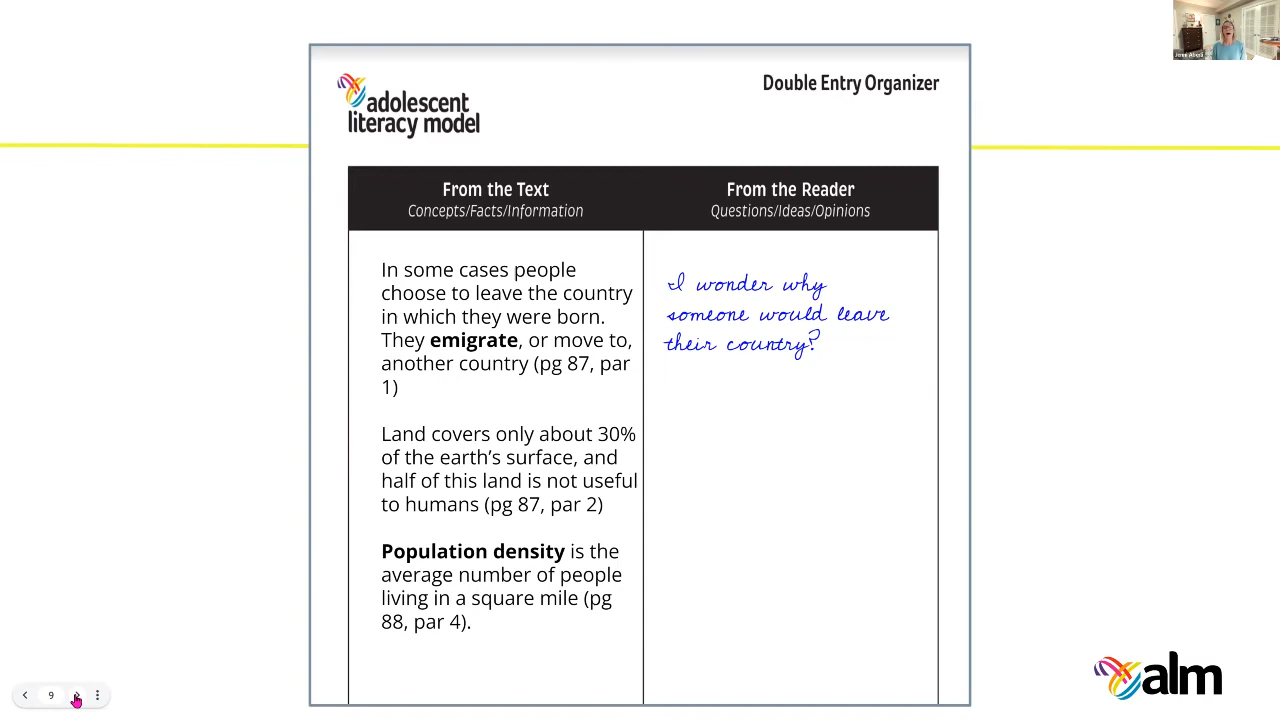 Jenni Aberli
Double Entry Organizer
adolescent
literacy model
From the Text
Concepts/Facts/Information
From the Reader
Questions/Ideas/Opinions
In some cases people
choose to leave the country
in which they were born.
They emigrate, or move to,
another country (pg 87, par
1)
Land covers only about 30%
of the earth's surface, and
half of this land is not useful
to humans (pg 87, par 2)
Population density is the
average number of people
living in a square mile (pg
88, par 4).
I wonder why
someone would leave
their country?
9
alm